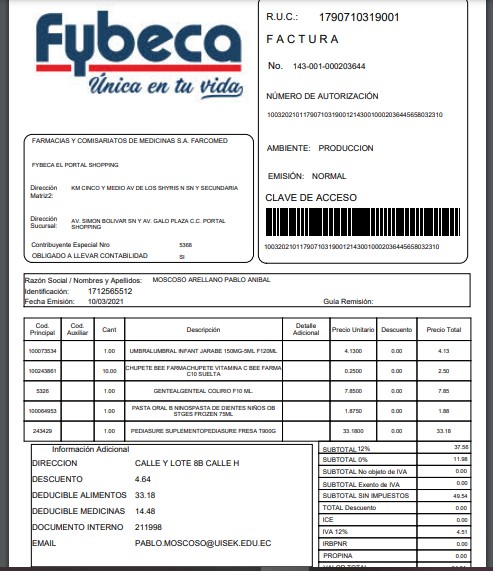 Fybeca
Única en tu vida
R.U.C.: 1790710319001
FACTURA
No. 143-001-000203644
NÚMERO DE AUTORIZACIÓN
1003202101179071031900121430010002036445658032310
AMBIENTE: PRODUCCION
EMISIÓN: NORMAL
CLAVE DE ACCESO
1003202101179071031900121430010002036445658032310
FARMACIAS Y COMISARIATOS DE MEDICINAS S.A. FARCOMED
FYBECA EL PORTAL SHOPPING
Dirección Matriz2: KM CINCO Y MEDIO AV DE LOS SHYRIS N SN Y SECUNDARIA
Dirección Sucursal: AV. SIMON BOLIVAR SN Y AV. GALO PLAZA C.C. PORTAL
SHOPPING
Contribuyente Especial Nro 5368
OBLIGADO A LLEVAR CONTABILIDAD SI
Razón Social / Nombres y Apellidos: MOSCOSO ARELLANO PABLO ANIBAL
Identificación: 1712565512
Fecha Emisión: 10/03/2021 Guía Remisión:
Cod. Principal Cod. Auxiliar Cant Descripción Detalle Adicional Precio Unitario Descuento Precio Total
100073534 1.00 UMBRALUMBRAL INFANT JARABE 150MG-5ML F120ML 4.1300 0.00 4.13
100243861 10.00 CHUPETE BEE FARMACHUPETE VITAMINA C BEE FARMA C10 SUELTA 0.2500 0.00 2.50
5326 1.00 GENTEALGENTEAL COLIRIO F10 ML 7.8500 0.00 7.85
100064953 1.00 PASTA ORAL B NINOSPASTA DE DIENTES NIÑOS OB STGES FROZEN 75ML 1.8750 0.00 1.88
243429 1.00 PEDIASURE SUPLEMENTOPEDIASURE FRESA T900G 33.1800 0.00 33.18
Información Adicional
DIRECCION CALLE Y LOTE 8B CALLE H
DESCUENTO 4.64
DEDUCIBLE ALIMENTOS 33.18
DEDUCIBLE MEDICINAS 14.48
DOCUMENTO INTERNO 211998
EMAIL PABLO.MOSCOSO@UISEK.EDU.EC
SUBTOTAL 12% 37.56
SUBTOTAL 0% 11.98
SUBTOTAL No objeto de IVA 0.00
SUBTOTAL Exento de IVA 0.00
SUBTOTAL SIN IMPUESTOS 49.54
TOTAL Descuento 0.00
ICE 0.00
IVA 12% 4.51
IRBPNR 0.00
PROPINA 0.00
VALOR TOTAL